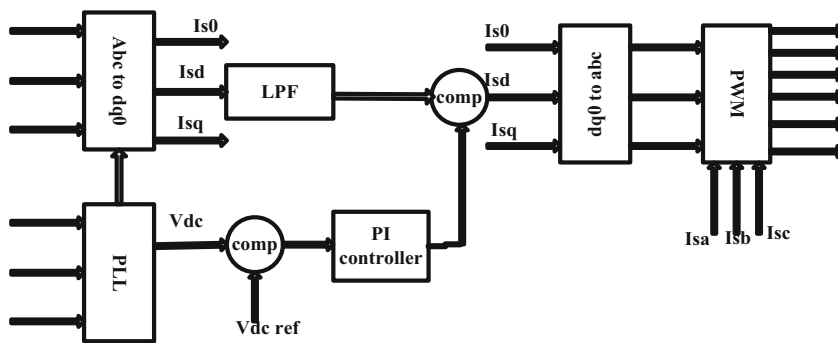 Abc to dq0
Is0
Isd
Isq
LPF
comp
Is0
Isd
Isq
dq0 to abc
PWM
Isa
Isb
Isc
PLL
Vdc
comp
Vdc ref
PI
controller